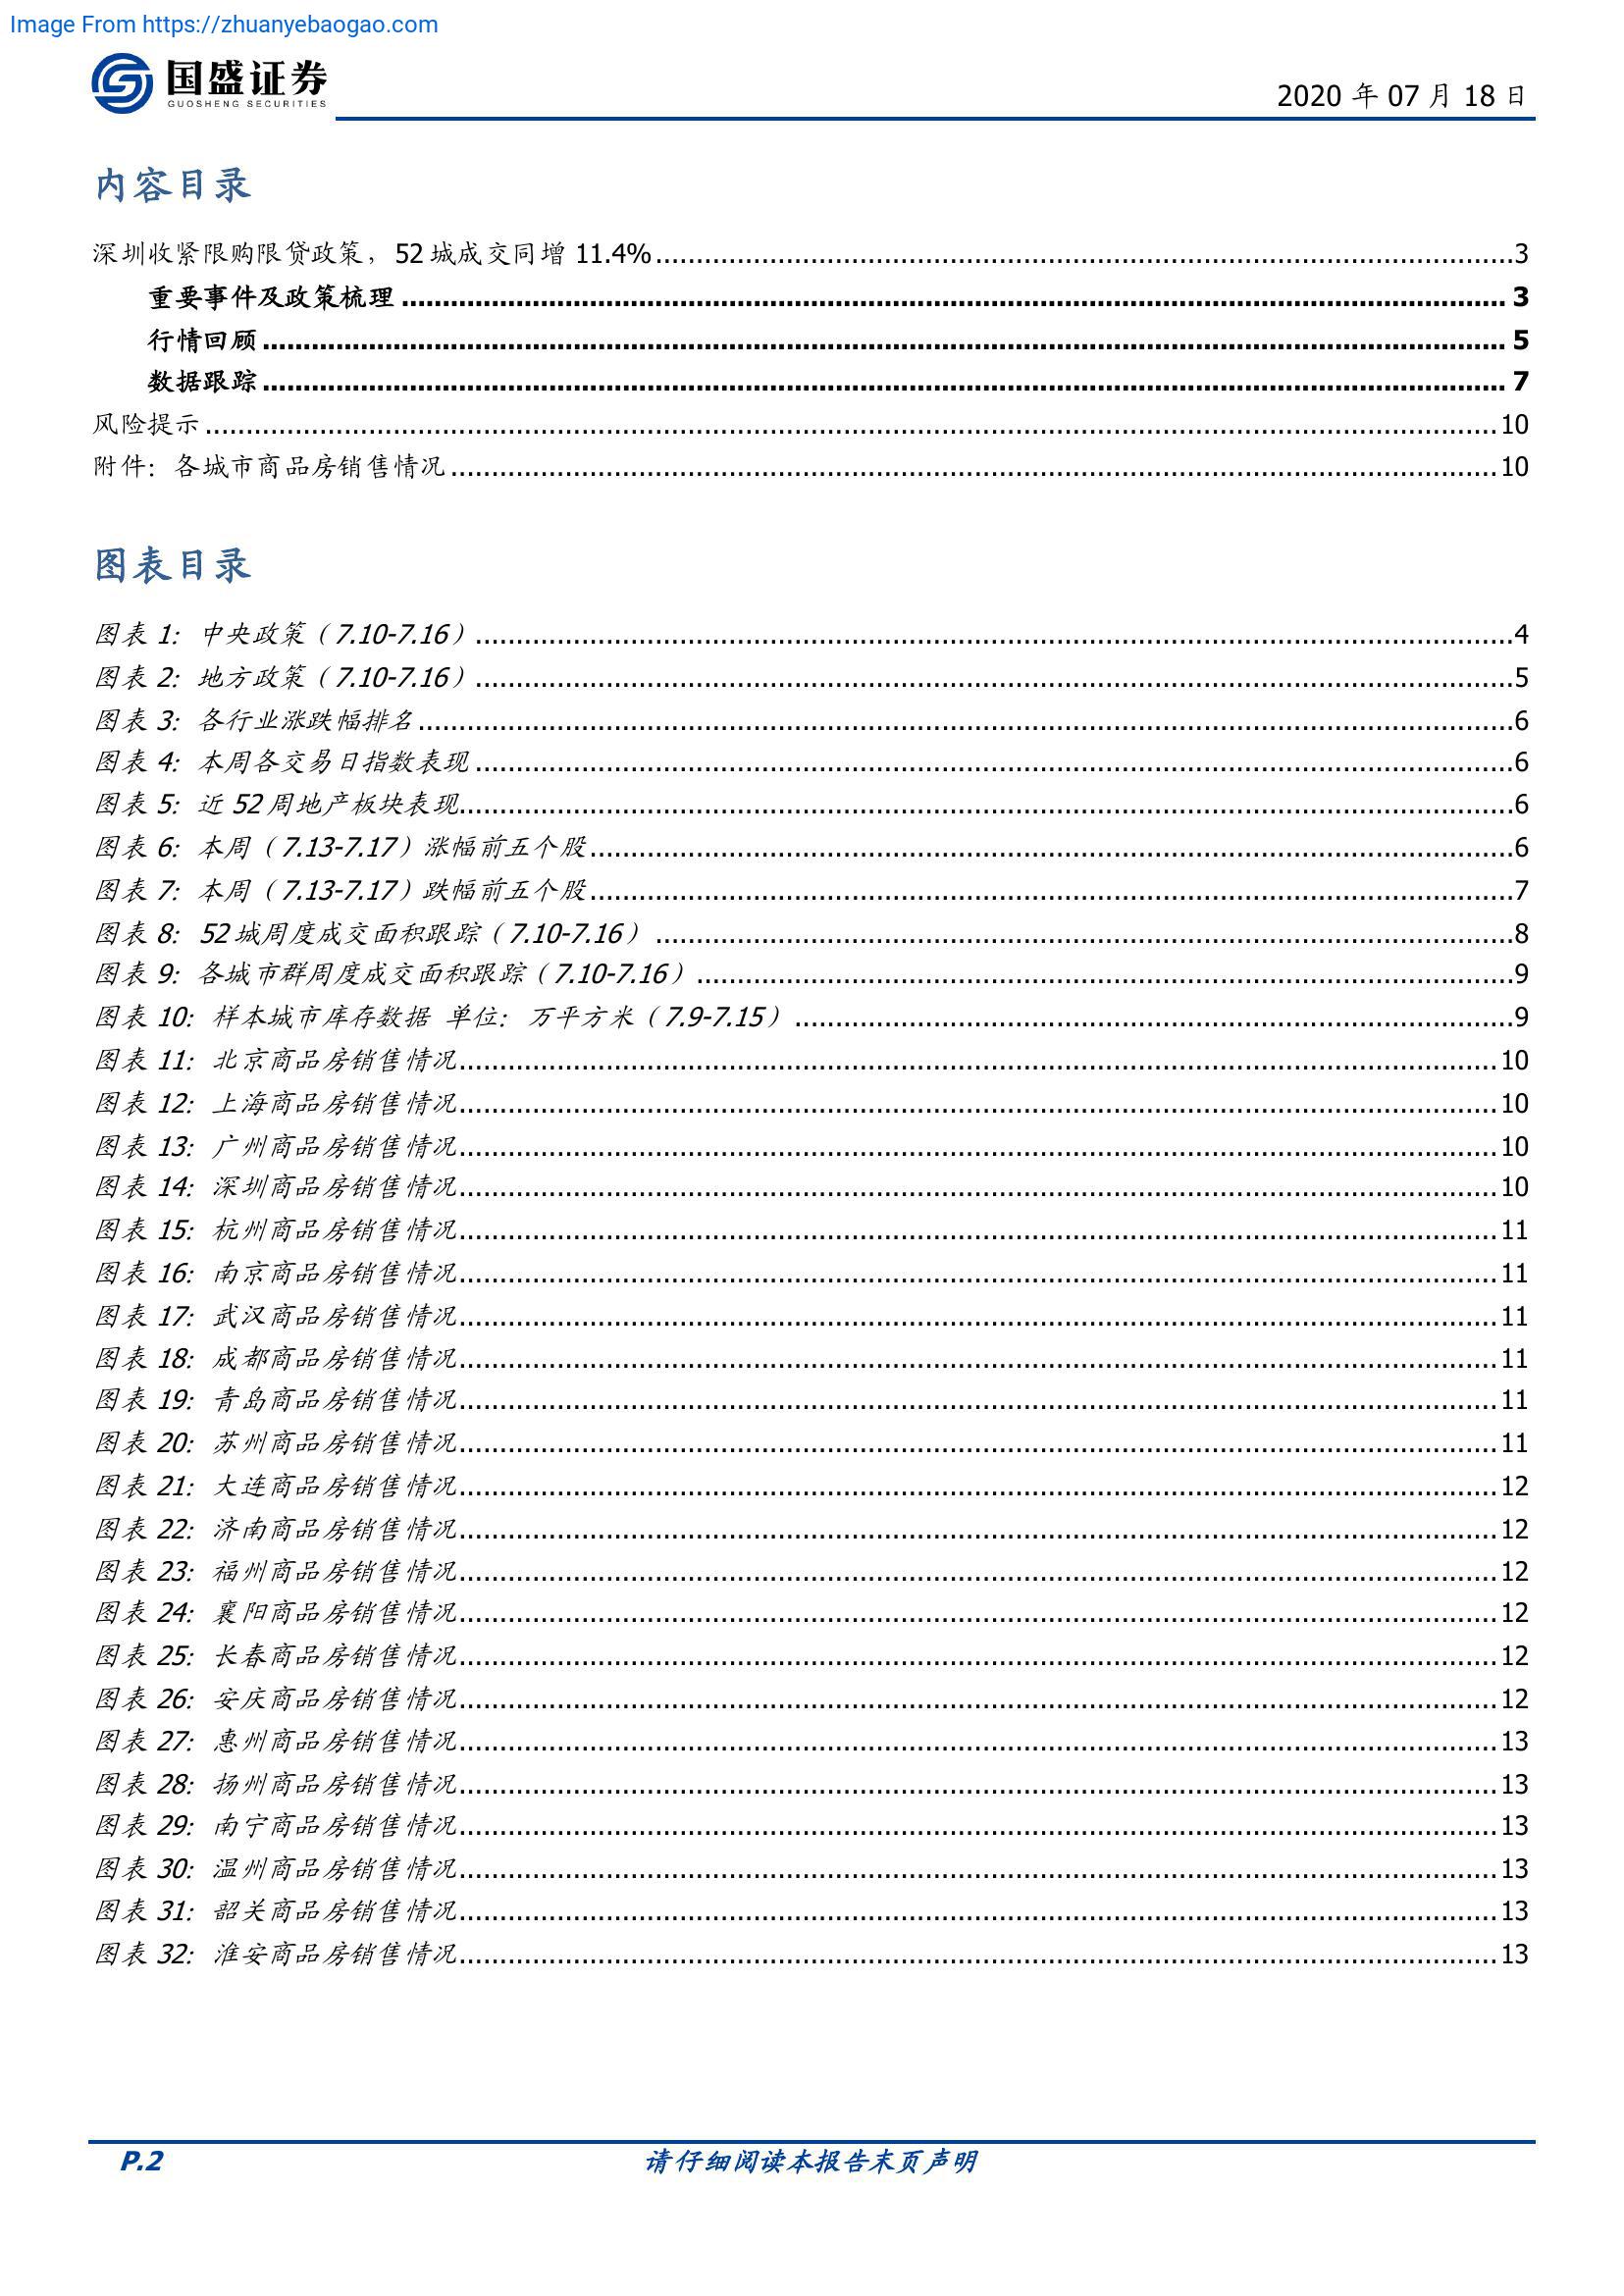 Image From https://zhuanyebaogao.com
国盛证券
GUOSHENG SECURITIES
2020 年 07 月 18 日
内容目录
深圳收紧限购限贷政策，52 城成交同增 11.4%..........3
重要事件及政策梳理..........3
行情回顾..........5
数据跟踪..........7
风险提示..........10
附件：各城市商品房销售情况..........10
图表目录
图表 1：中央政策（7.10-7.16）..........4
图表 2：地方政策（7.10-7.16）..........5
图表 3：各行业涨跌幅排名..........6
图表 4：本周各交易日指数表现..........6
图表 5：近 52 周地产板块表现..........6
图表 6：本周（7.13-7.17）涨幅前五个股..........6
图表 7：本周（7.13-7.17）跌幅前五个股..........7
图表 8：52 城周度成交面积跟踪（7.10-7.16）..........8
图表 9：各城市群周度成交面积跟踪（7.10-7.16）..........9
图表 10：样本城市库存数据 单位：万平方米（7.9-7.15）..........9
图表 11：北京商品房销售情况..........10
图表 12：上海商品房销售情况..........10
图表 13：广州商品房销售情况..........10
图表 14：深圳商品房销售情况..........10
图表 15：杭州商品房销售情况..........11
图表 16：南京商品房销售情况..........11
图表 17：武汉商品房销售情况..........11
图表 18：成都商品房销售情况..........11
图表 19：青岛商品房销售情况..........11
图表 20：苏州商品房销售情况..........11
图表 21：大连商品房销售情况..........12
图表 22：济南商品房销售情况..........12
图表 23：福州商品房销售情况..........12
图表 24：襄阳商品房销售情况..........12
图表 25：长春商品房销售情况..........12
图表 26：安庆商品房销售情况..........12
图表 27：惠州商品房销售情况..........13
图表 28：扬州商品房销售情况..........13
图表 29：南宁商品房销售情况..........13
图表 30：温州商品房销售情况..........13
图表 31：韶关商品房销售情况..........13
图表 32：淮安商品房销售情况..........13
P.2
请仔细阅读本报告末页声明